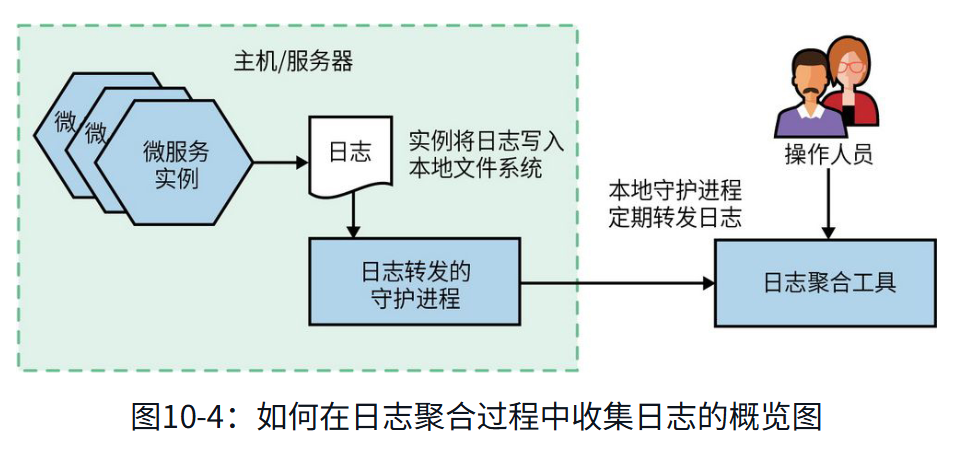 主机/服务器
微
微
微服务
实例
日志
实例将日志写入
本地文件系统
日志转发的
守护进程
本地守护进程
定期转发日志
操作人员
日志聚合工具
图10-4：如何在日志聚合过程中收集日志的概览图